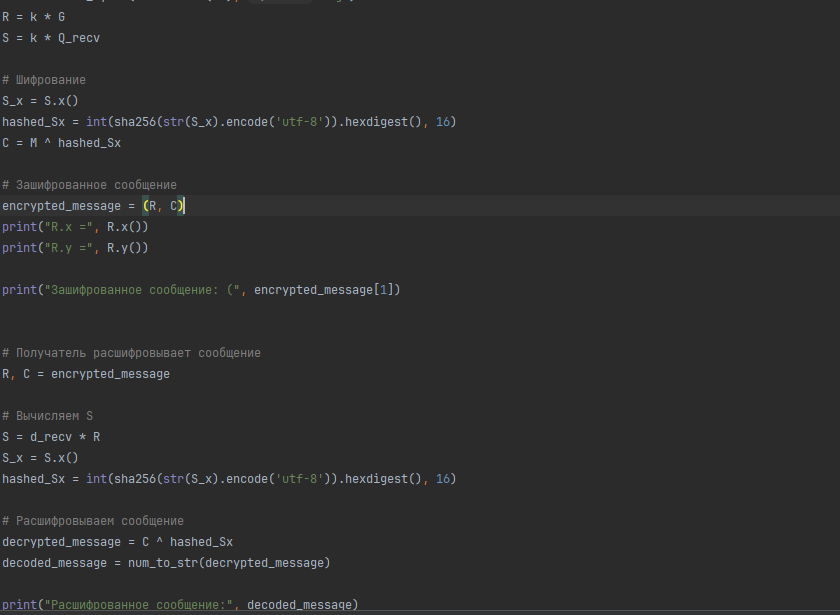 R = k * G
S = k * Q_recv
# Шифрование
S_x = S.x()
hashed_Sx = int(sha256(str(S_x).encode('utf-8')).hexdigest(), 16)
C = M ^ hashed_Sx
# Зашифрованное сообщение
encrypted_message = (R, C)
print("R.x =", R.x())
print("R.y =", R.y())
print("Зашифрованное сообщение: (", encrypted_message[1])
# Получатель расшифровывает сообщение
R, C = encrypted_message
# Вычисляем S
S = d_recv * R
S_x = S.x()
hashed_Sx = int(sha256(str(S_x).encode('utf-8')).hexdigest(), 16)
# Расшифровываем сообщение
decrypted_message = C ^ hashed_Sx
decoded_message = num_to_str(decrypted_message)
print("Расшифрованное сообщение:", decoded_message)